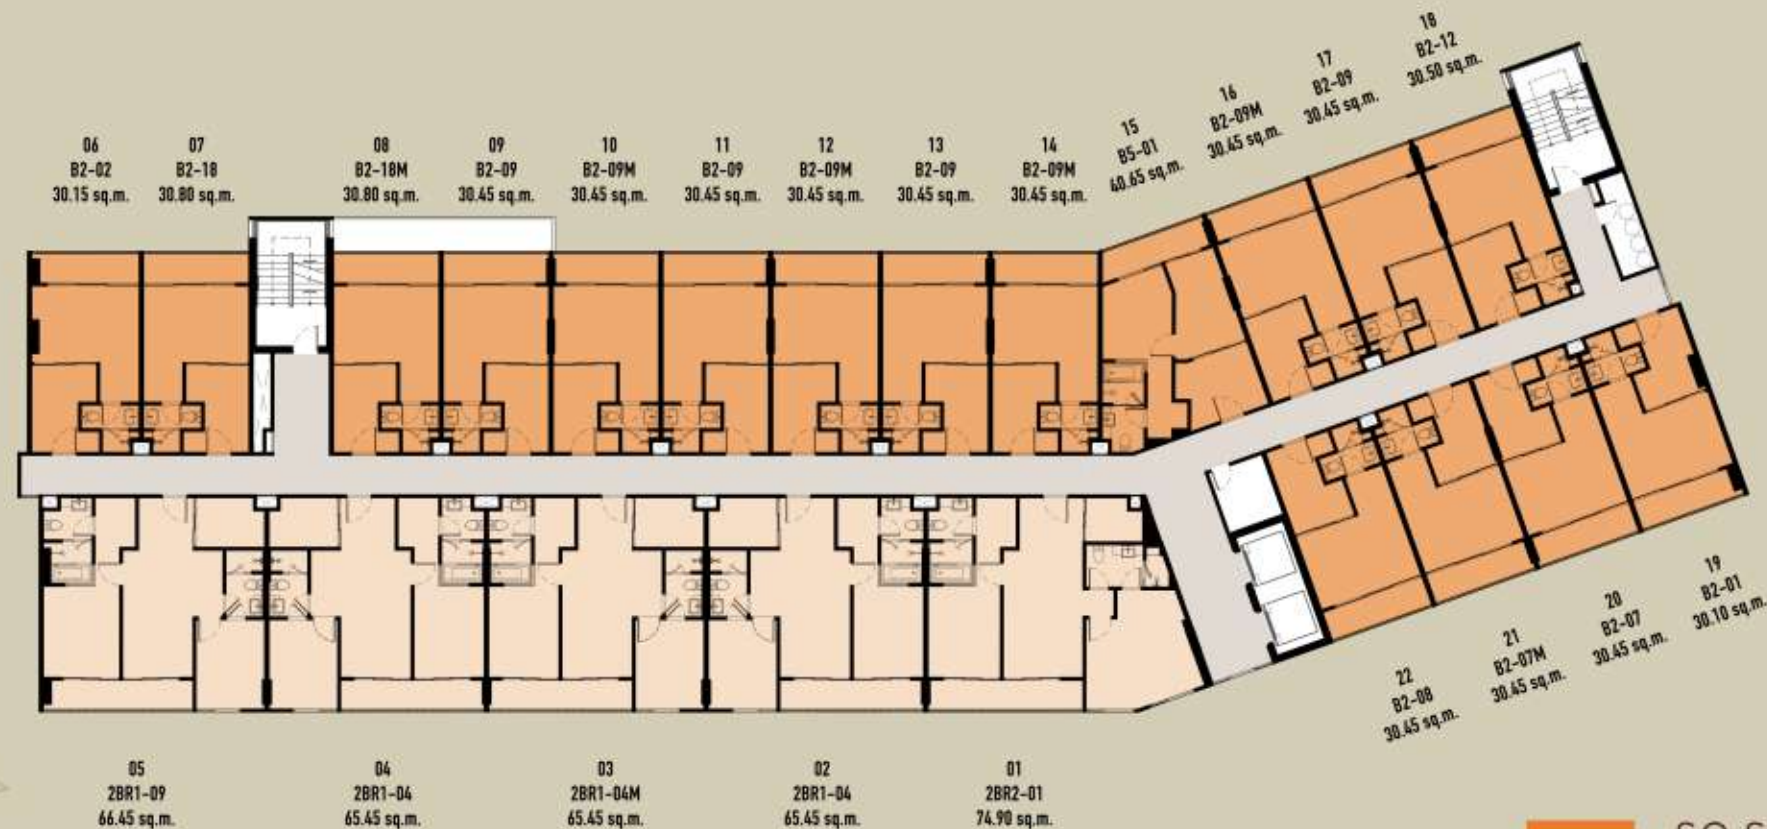 06
B2-02
30.15 sq.m.
07
B2-18
30.80 sq.m.
08
B2-18M
30.80 sq.m.
09
B2-09
30.45 sq.m.
10
B2-09M
30.45 sq.m.
11
B2-09
30.45 sq.m.
12
B2-09M
30.45 sq.m.
13
B2-09
30.45 sq.m.
14
B2-09M
30.45 sq.m.
15
B5-01
40.65 sq.m.
16
B2-09M
30.45 sq.m.
17
B2-09
30.45 sq.m.
18
B2-12
30.50 sq.m.
19
B2-01
30.10 sq.m.
20
B2-07
30.45 sq.m.
21
B2-07M
30.45 sq.m.
22
B2-08
30.45 sq.m.
05
2BR1-09
66.45 sq.m.
04
2BR1-04
65.45 sq.m.
03
2BR1-04M
65.45 sq.m.
02
2BR1-04
65.45 sq.m.
01
2BR2-01
74.90 sq.m.